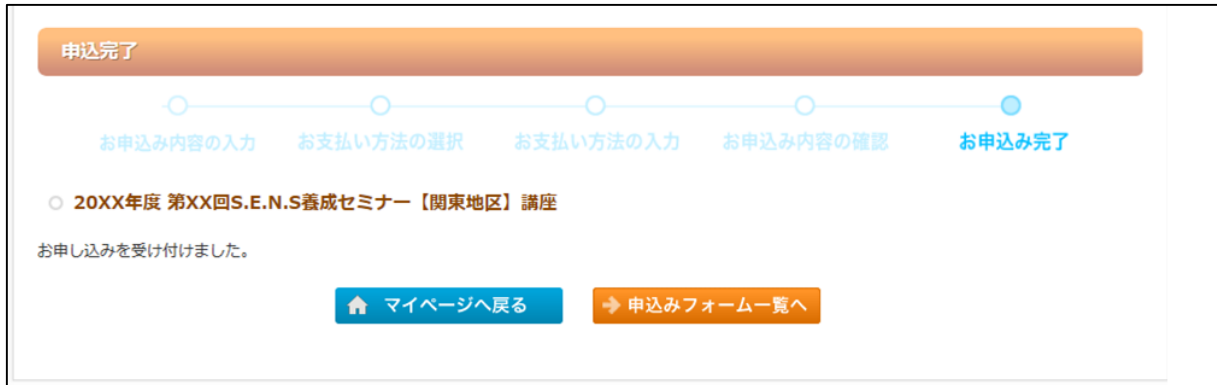 申込完了
お申込み内容の入力 お支払い方法の選択 お支払い方法の入力 お申込み内容の確認 お申込み完了
20XX年度 第XX回S.E.N.S養成セミナー【関東地区】講座
お申し込みを受け付けました。
マイページへ戻る 申込みフォーム一覧へ